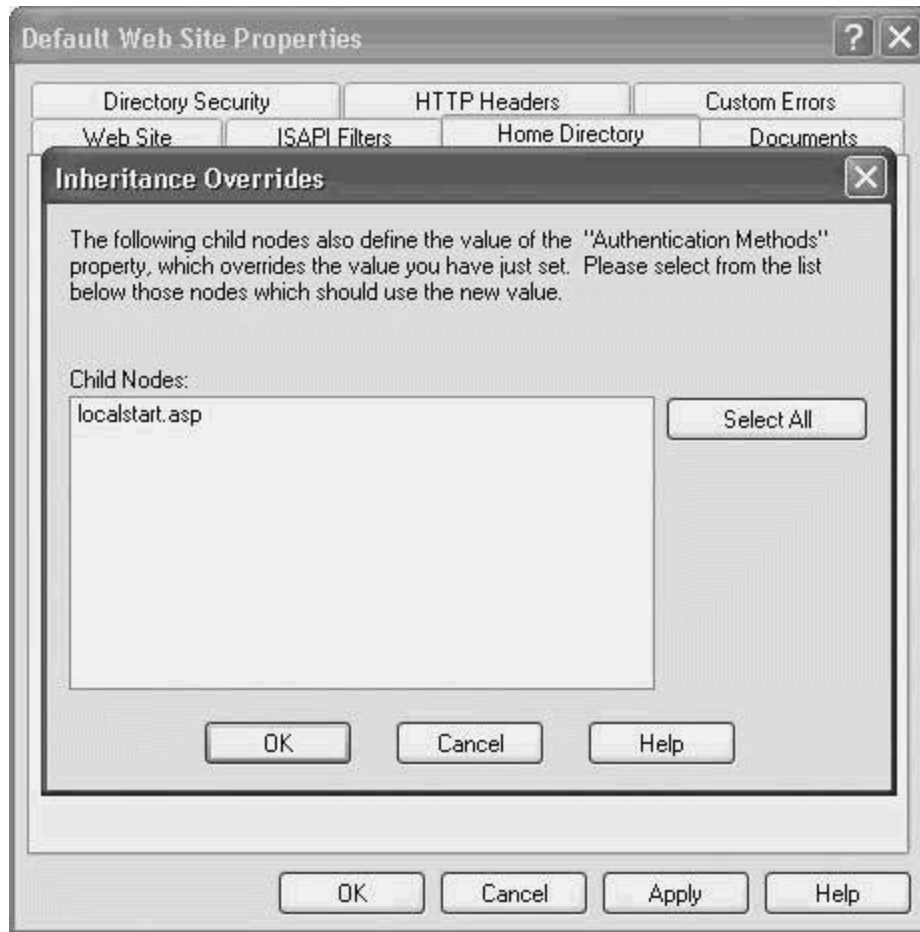 Default Web Site Properties
Directory Security HTTP Headers Custom Errors
Web Site ISAPI Filters Home Directory Documents
Inheritance Overrides
The following child nodes also define the value of the "Authentication Methods"
property, which overrides the value you have just set. Please select from the list
below those nodes which should use the new value.
Child Nodes:
localstart.asp
Select All
OK Cancel Help
OK Cancel Apply Help